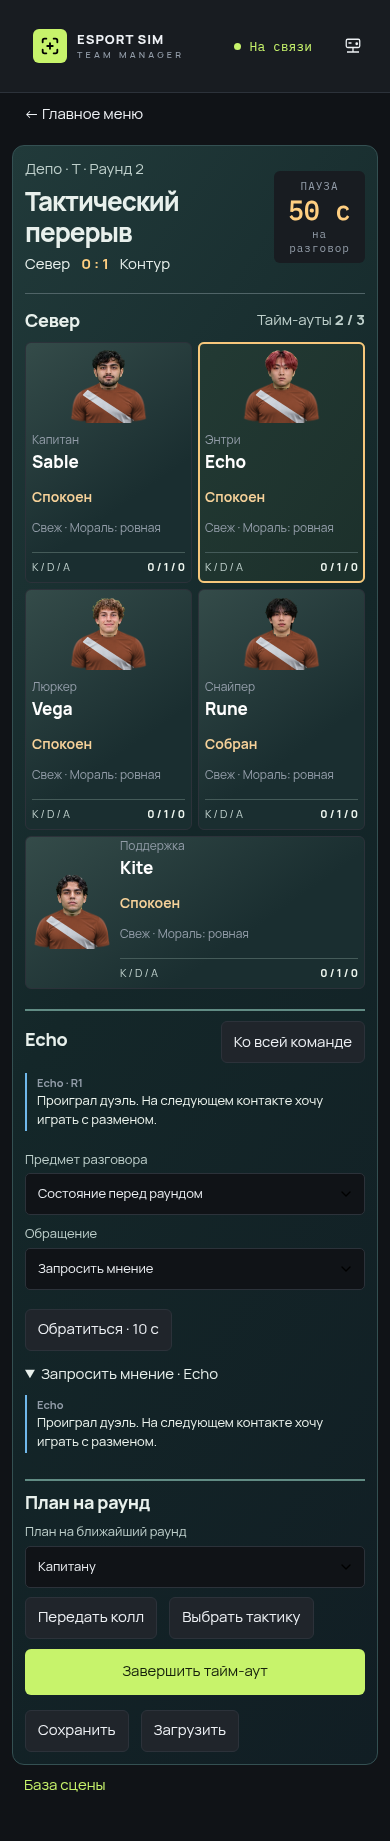 ESPORT SIM
TEAM MANAGER
На связи
← Главное меню
Депо · T · Раунд 2
Тактический
перерыв
Север 0 : 1 Контур
ПАУЗА
50 с
на
разговор
Север
Тайм-ауты 2 / 3
Капитан
Sable
Спокоен
Свеж · Мораль: ровная
K/D/A 0/1/0
Энтри
Echo
Спокоен
Свеж · Мораль: ровная
K/D/A 0/1/0
Люркер
Vega
Спокоен
Свеж · Мораль: ровная
K/D/A 0/1/0
Снайпер
Rune
Собран
Свеж · Мораль: ровная
K/D/A 0/1/0
Поддержка
Kite
Спокоен
Свеж · Мораль: ровная
K/D/A 0/1/0
Echo
Ко всей команде
Echo · R1
Проиграл дуэль. На следующем контакте хочу
играть с разменом.
Предмет разговора
Состояние перед раундом
Обращение
Запросить мнение
Обратиться · 10 с
▼ Запросить мнение · Echo
Echo
Проиграл дуэль. На следующем контакте хочу
играть с разменом.
План на раунд
План на ближайший раунд
Капитану
Передать колл
Выбрать тактику
Завершить тайм-аут
Сохранить
Загрузить
База сцены